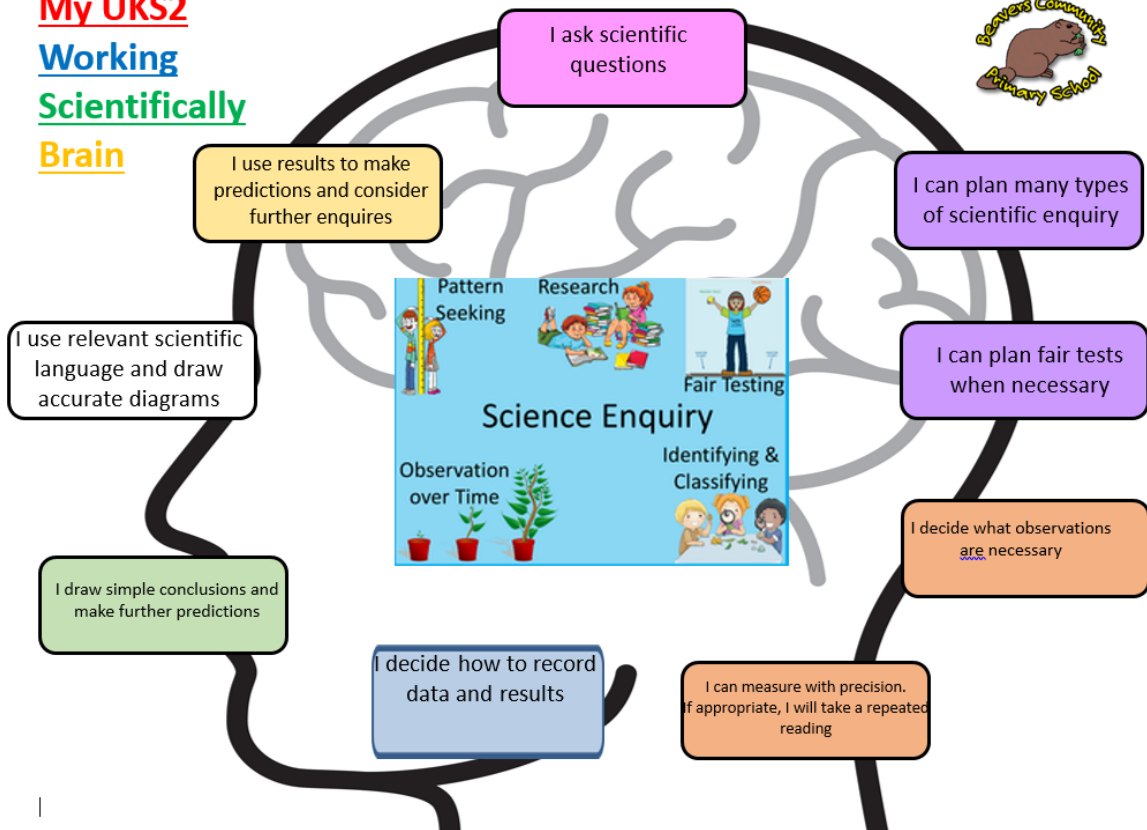 My UKS2
Working
Scientifically
Brain
Beavers Community
Primary School
I ask scientific
questions
I use results to make
predictions and consider
further enquires
I can plan many types
of scientific enquiry
I use relevant scientific
language and draw
accurate diagrams
I can plan fair tests
when necessary
Pattern
Seeking
Research
Fair Testing
Science Enquiry
Observation
over Time
Identifying &
Classifying
I decide what observations
are necessary
I draw simple conclusions and
make further predictions
I decide how to record
data and results
I can measure with precision.
If appropriate, I will take a repeated
reading